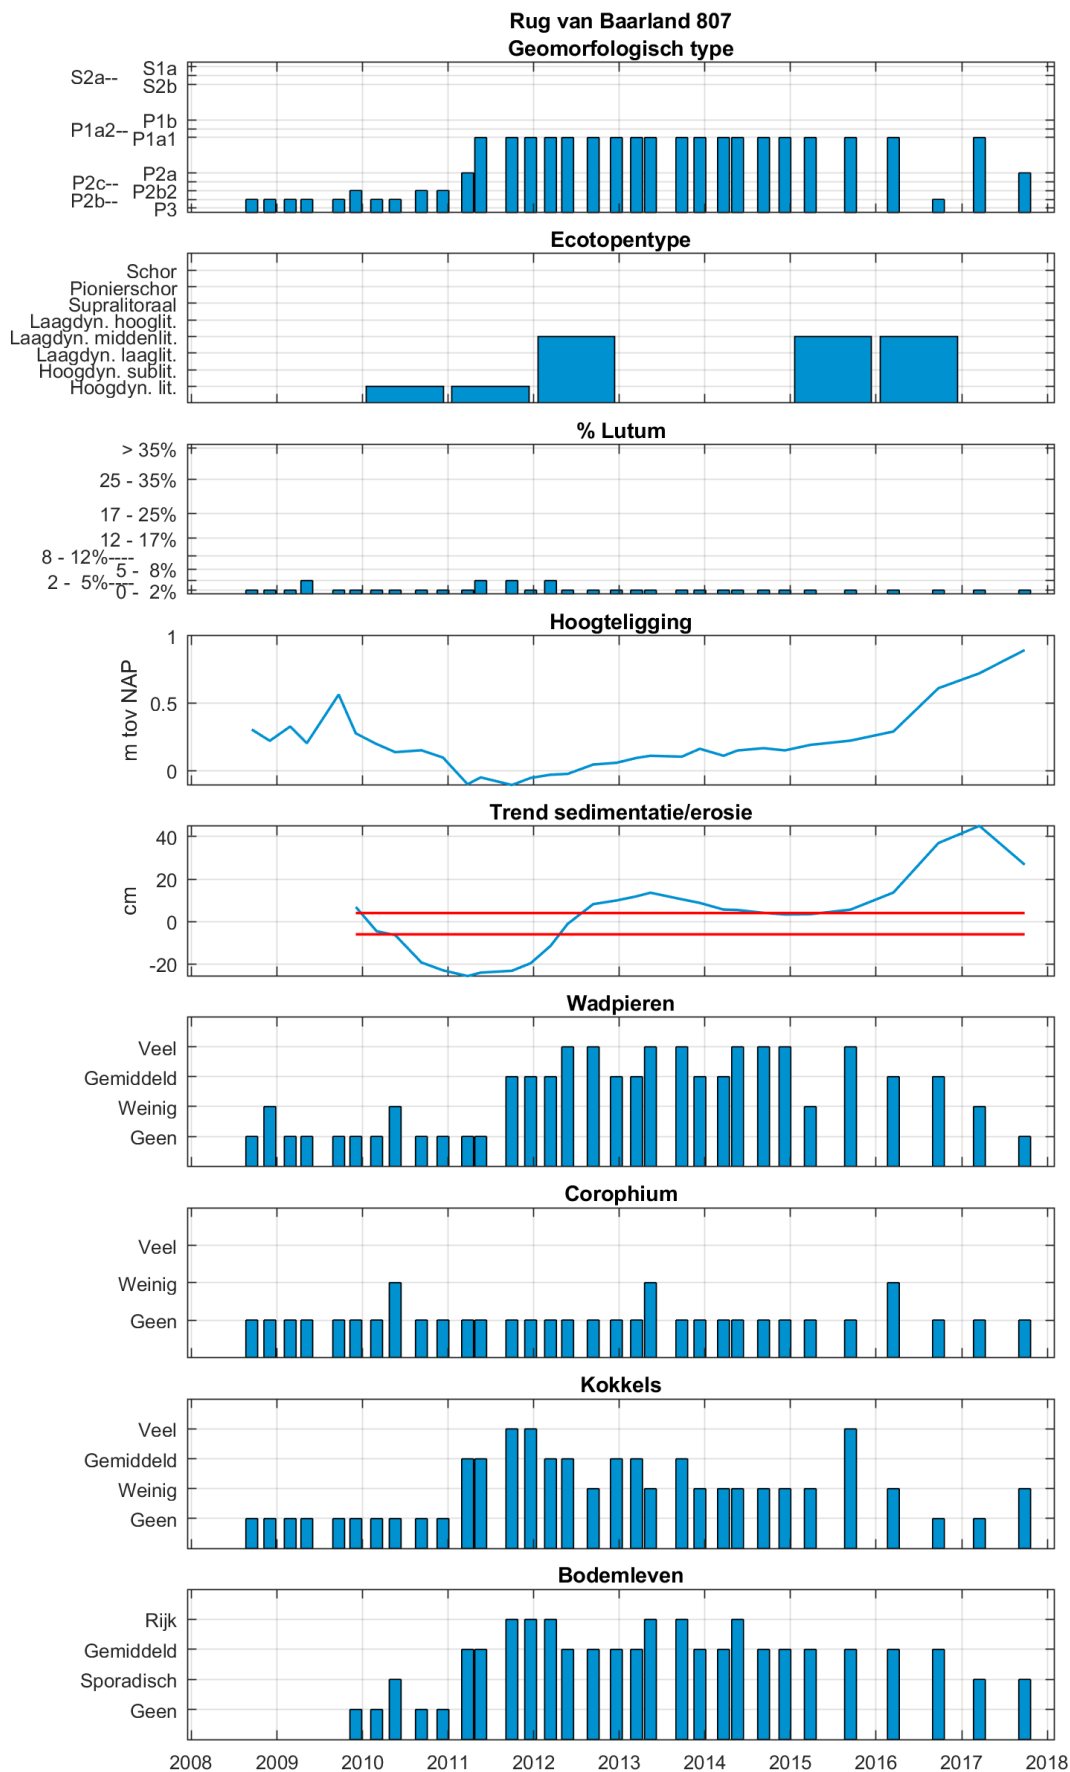 Rug van Baarland 807
Geomorfologisch type
S1a
S2a--
S2b
P1b
P1a2--
P1a1
P2a
P2c--
P2b2
P2b--
P3
Ecotopentype
Schor
Pionierschor
Supralitoraal
Laagdyn. hooglit.
Laagdyn. middenlit.
Laagdyn. laaglit.
Hoogdyn. sublit.
Hoogdyn. lit.
% Lutum
> 35%
25 - 35%
17 - 25%
12 - 17%
8 - 12%----
5 - 8%
2 - 5%----
0 - 2%
Hoogteligging
1
0.5
0
m tov NAP
Trend sedimentatie/erosie
40
20
0
-20
cm
Wadpieren
Veel
Gemiddeld
Weinig
Geen
Corophium
Veel
Weinig
Geen
Kokkels
Veel
Gemiddeld
Weinig
Geen
Bodemleven
Rijk
Gemiddeld
Sporadisch
Geen
2008 2009 2010 2011 2012 2013 2014 2015 2016 2017 2018